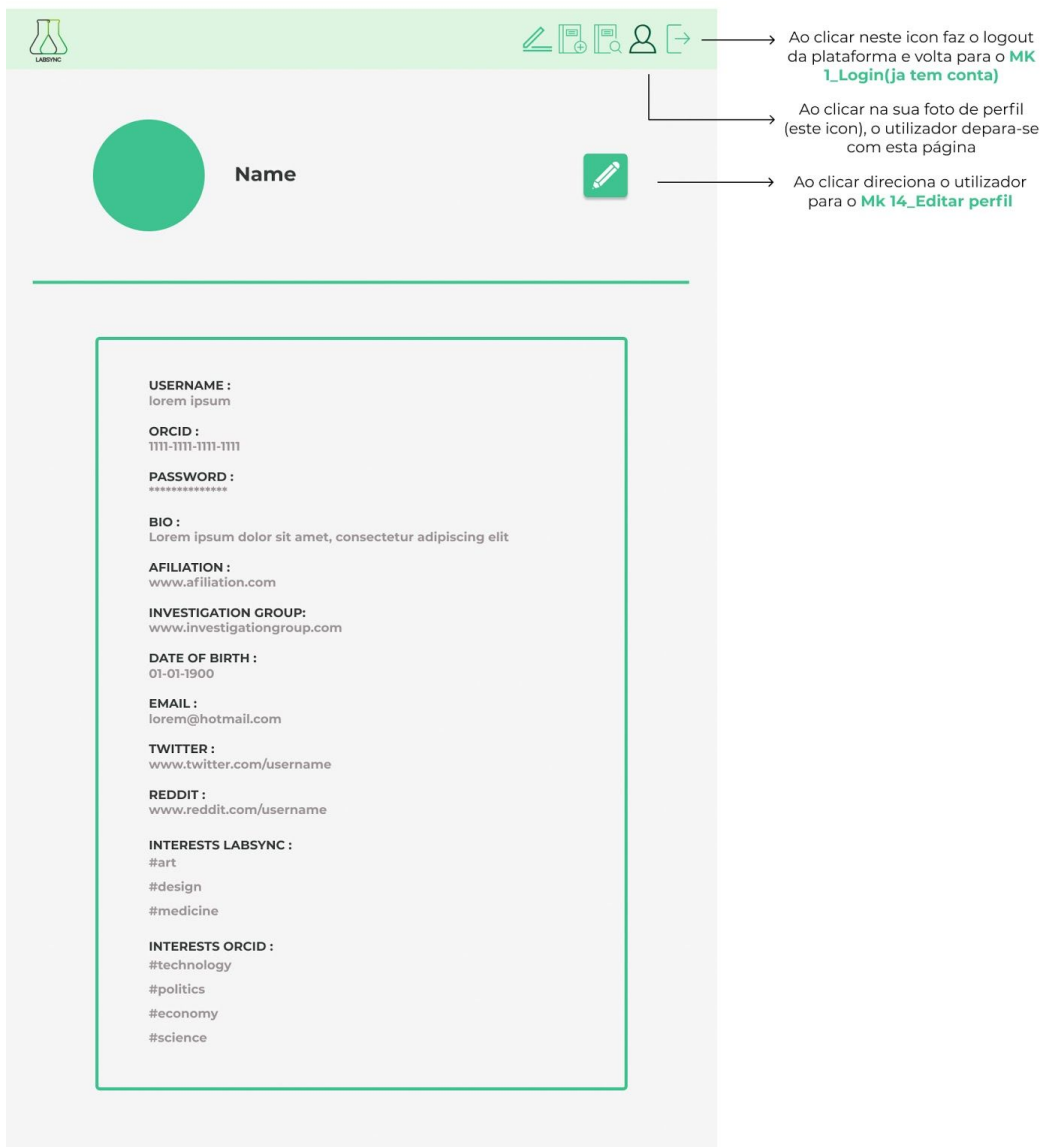 LABSYNC
Ao clicar neste icon faz o logout
da plataforma e volta para o MK
1_Login(ja tem conta)
Ao clicar na sua foto de perfil
(este icon), o utilizador depara-se
com esta página
Name
Ao clicar direciona o utilizador
para o Mk 14_Editar perfil
USERNAME :
lorem ipsum
ORCID :
1111-1111-1111-1111
PASSWORD :
**************
BIO :
Lorem ipsum dolor sit amet, consectetur adipiscing elit
AFILIATION :
www.afiliation.com
INVESTIGATION GROUP:
www.investigationgroup.com
DATE OF BIRTH :
01-01-1900
EMAIL :
lorem@hotmail.com
TWITTER :
www.twitter.com/username
REDDIT :
www.reddit.com/username
INTERESTS LABSYNC :
#art
#design
#medicine
INTERESTS ORCID :
#technology
#politics
#economy
#science